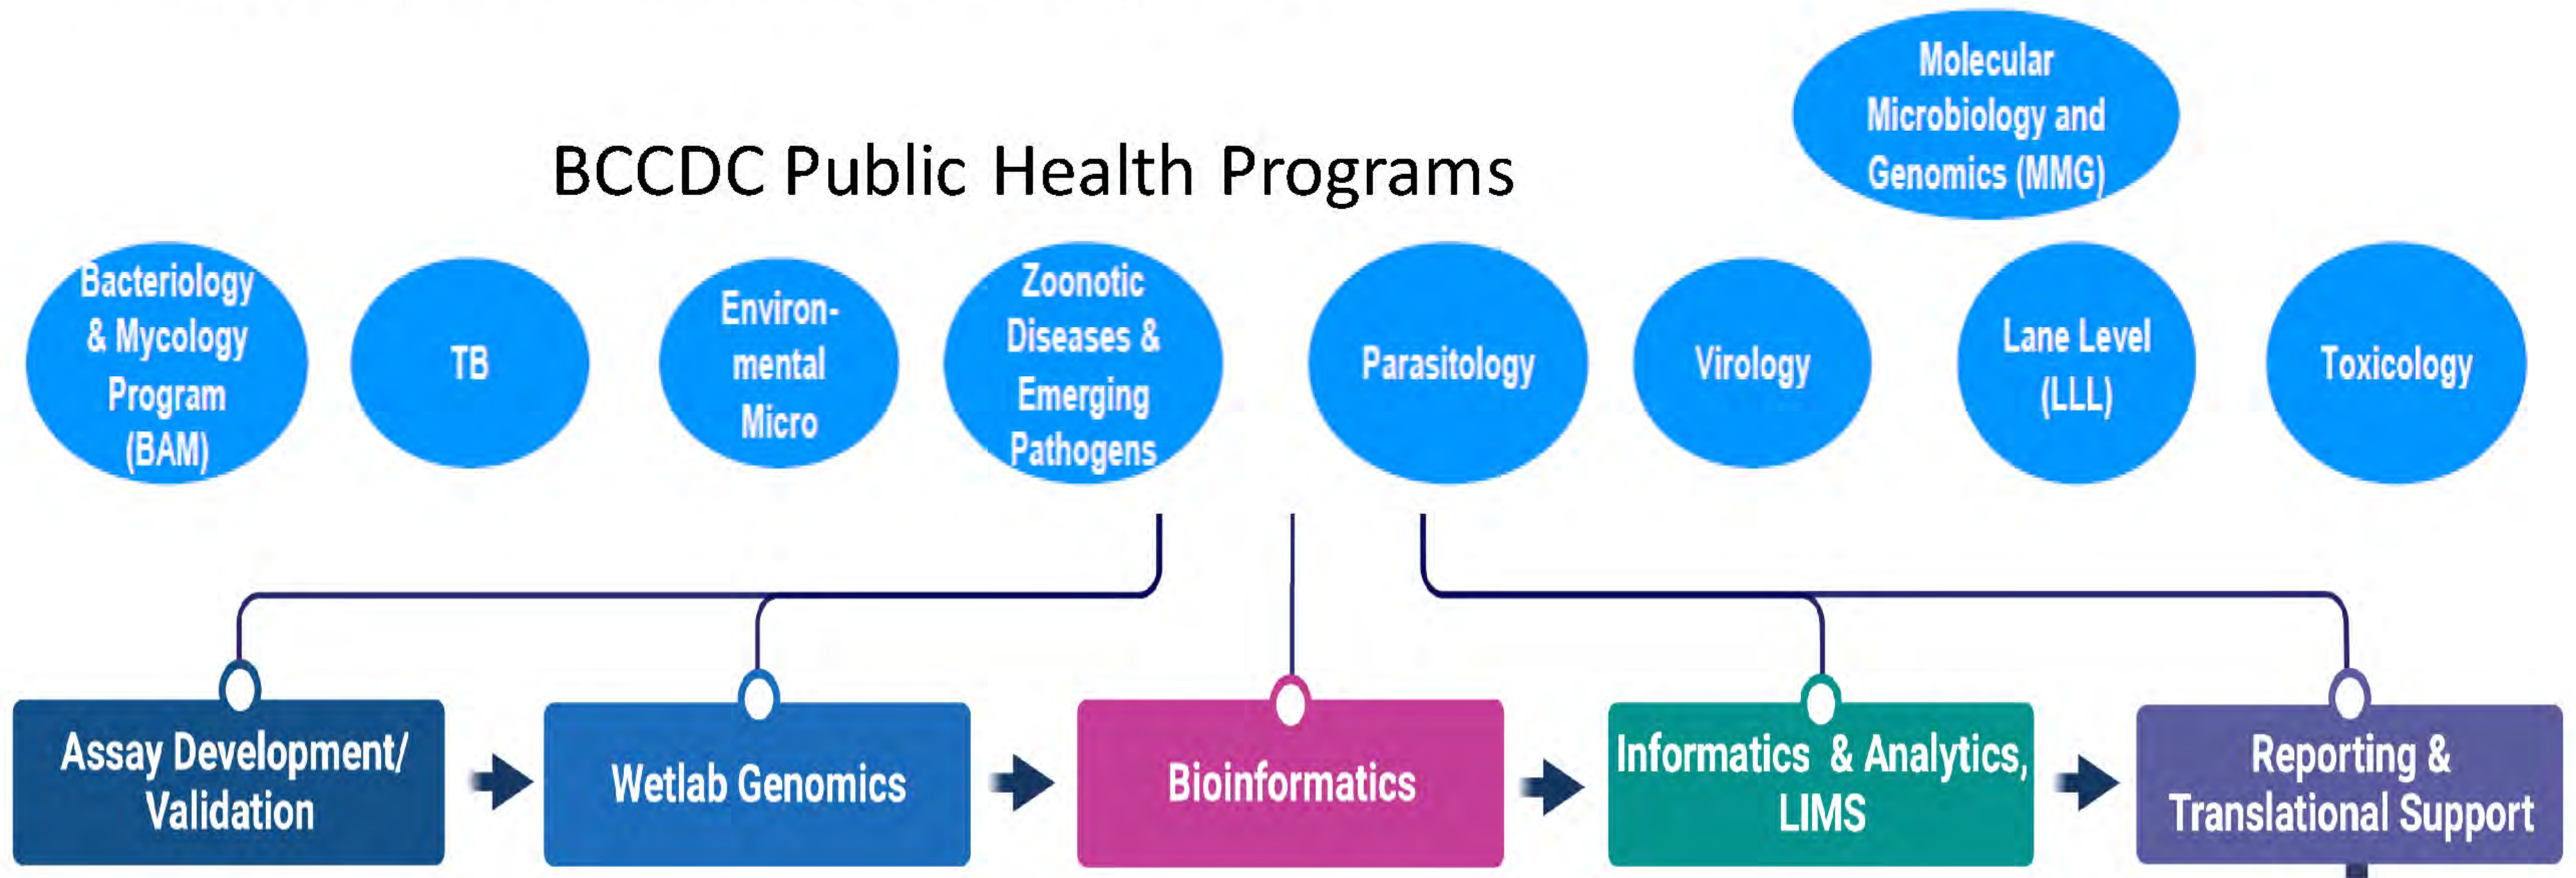 Molecular
Microbiology and
Genomics (MMG)
BCCDC Public Health Programs
Bacteriology
& Mycology
Program
(BAM)
TB
Environ-
mental
Micro
Zoonotic
Diseases &
Emerging
Pathogens
Parasitology
Virology
Lane Level
(LLL)
Toxicology
Assay Development/
Validation
Wetlab Genomics
Bioinformatics
Informatics & Analytics,
LIMS
Reporting &
Translational Support